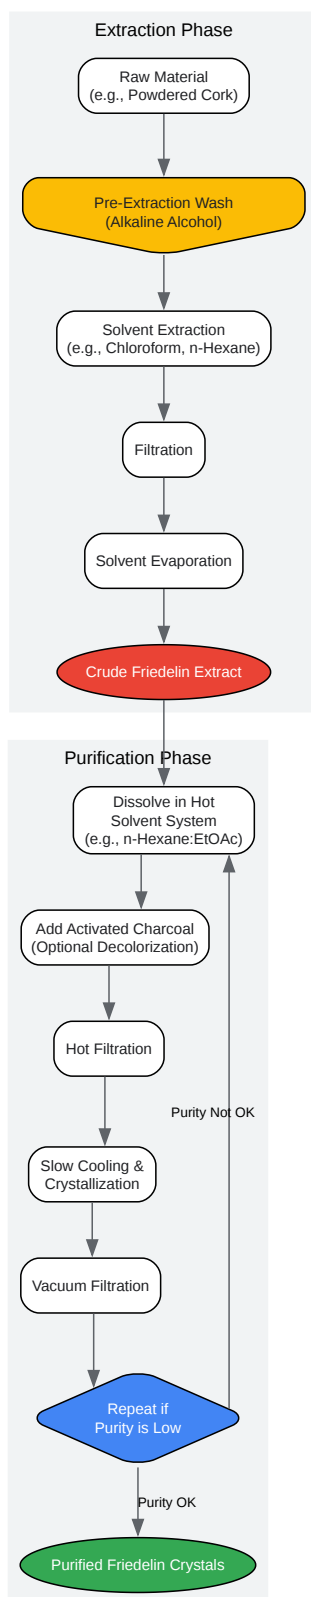 Extraction Phase
Raw Material
(e.g., Powdered Cork)
Pre-Extraction Wash
(Alkaline Alcohol)
Solvent Extraction
(e.g., Chloroform, n-Hexane)
Filtration
Solvent Evaporation
Crude Friedelin Extract
Purification Phase
Dissolve in Hot
Solvent System
(e.g., n-Hexane:EtOAc)
Add Activated Charcoal
(Optional Decolorization)
Hot Filtration
Purity Not OK
Slow Cooling &
Crystallization
Vacuum Filtration
Repeat if
Purity is Low
Purity OK
Purified Friedelin Crystals